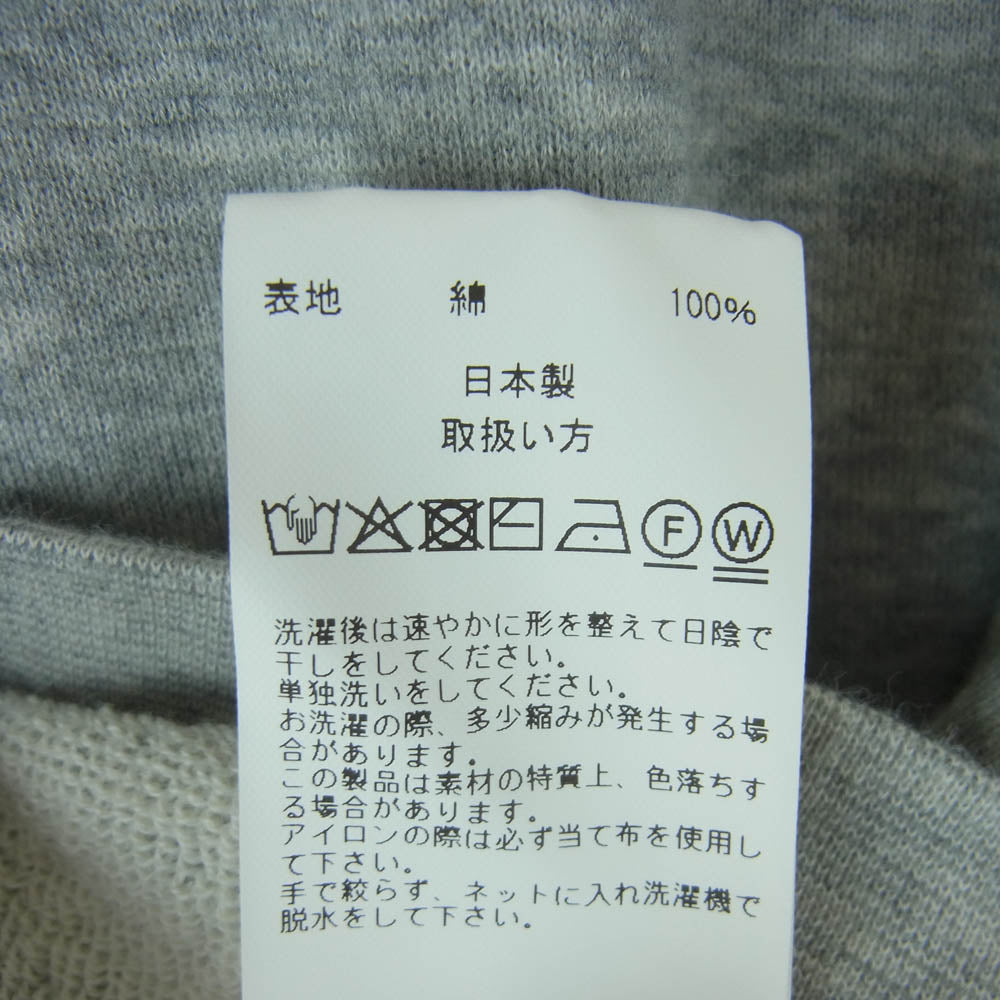 表地 綿 100%
日本製
取扱い方
F W
洗濯後は速やかに形を整えて日陰で
干しをしてください。
単独洗いをしてください。
お洗濯の際、多少縮みが発生する場
合があります。
この製品は素材の特質上、色落ちす
る場合があります。
アイロンの際は必ず当て布を使用し
て下さい。
手で絞らず、ネットに入れ洗濯機で
脱水をして下さい。